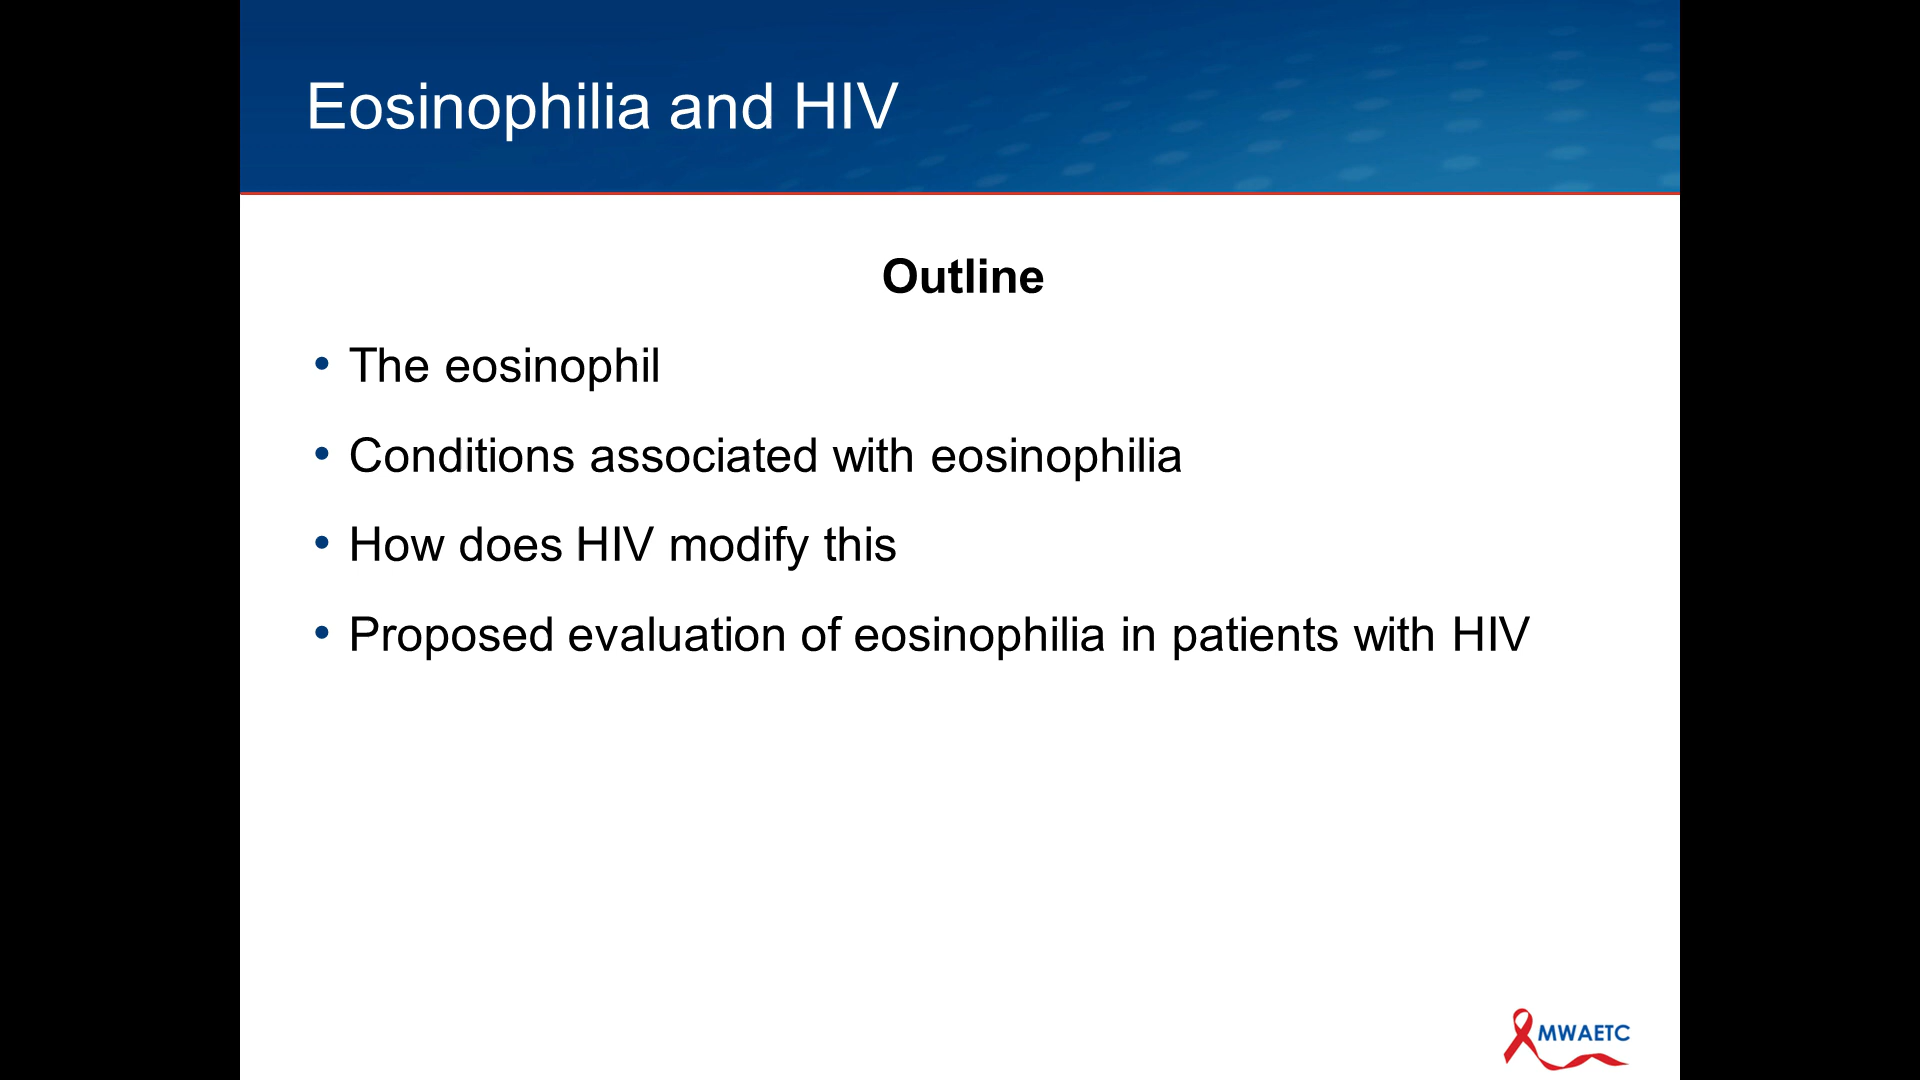 Eosinophilia and HIV
Outline
• The eosinophil
• Conditions associated with eosinophilia
• How does HIV modify this
• Proposed evaluation of eosinophilia in patients with HIV
MWAETC